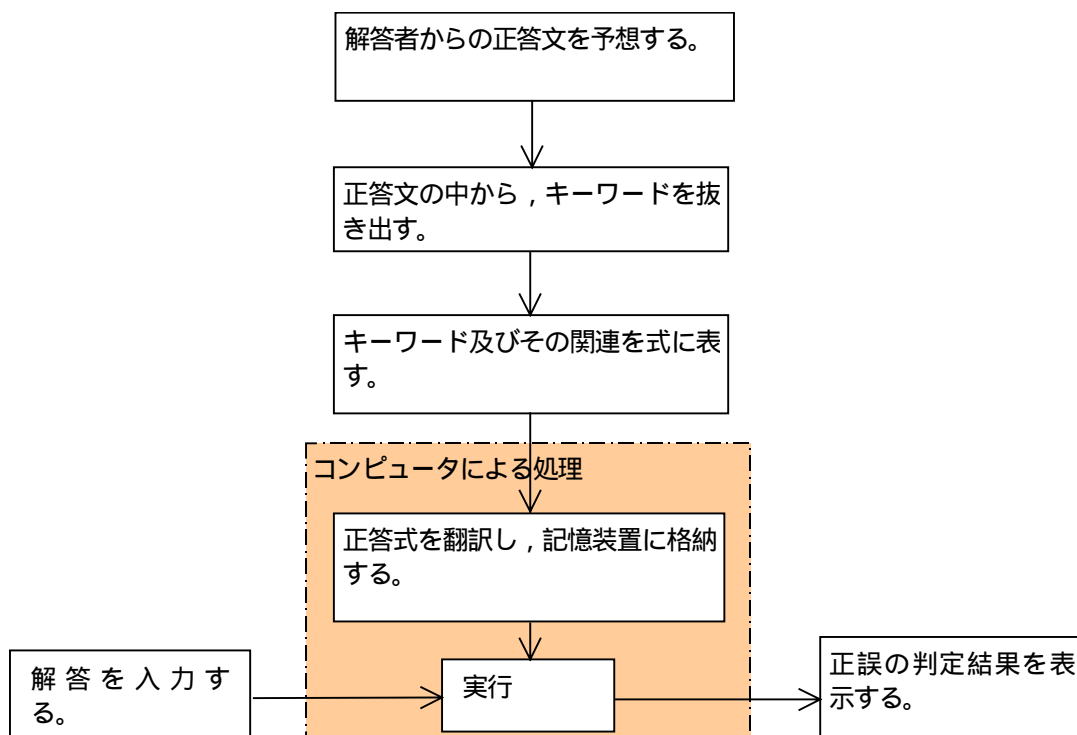 解答者からの正答文を予想する。
正答文の中から，キーワードを抜
き出す。
キーワード及びその関連を式に表
す。
コンピュータによる処理
正答式を翻訳し，記憶装置に格納
する。
解答を入力す
る。
実行
正誤の判定結果を表
示する。